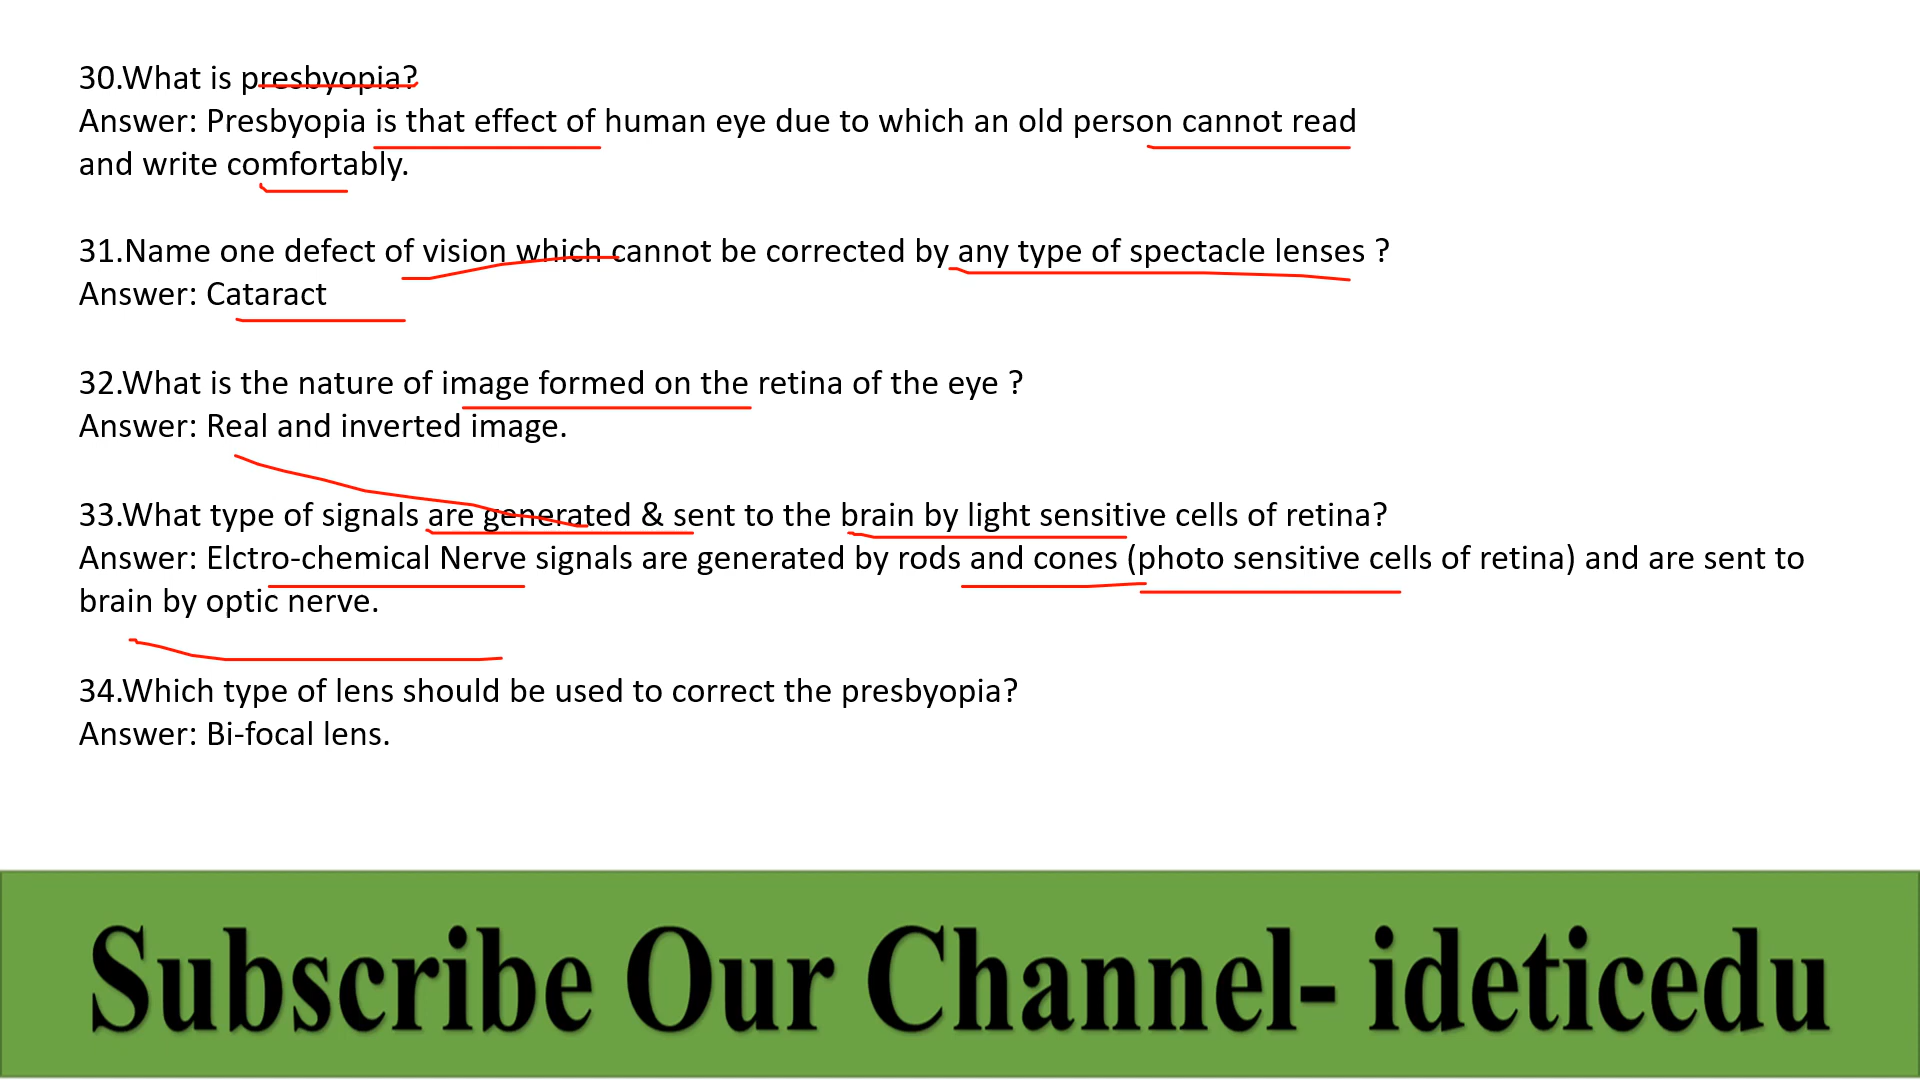 30.What is presbyopia?
Answer: Presbyopia is that effect of human eye due to which an old person cannot read
and write comfortably.
31.Name one defect of vision which cannot be corrected by any type of spectacle lenses ?
Answer: Cataract
32.What is the nature of image formed on the retina of the eye ?
Answer: Real and inverted image.
33.What type of signals are generated & sent to the brain by light sensitive cells of retina?
Answer: Elctro-chemical Nerve signals are generated by rods and cones (photo sensitive cells of retina) and are sent to
brain by optic nerve.
34.Which type of lens should be used to correct the presbyopia?
Answer: Bi-focal lens.
Subscribe Our Channel- ideticedu